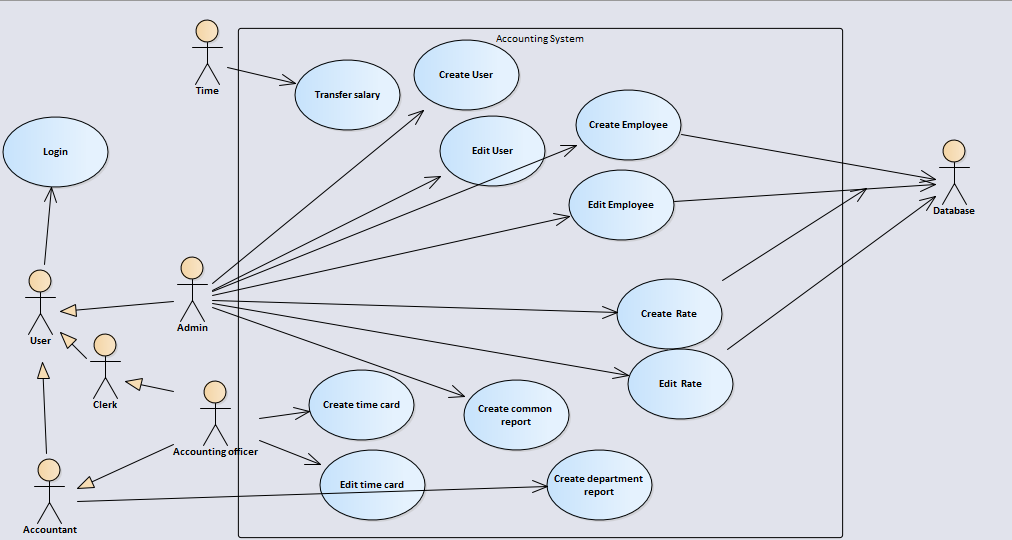 Accounting System
Time
Transfer salary
Create User
Edit User
Create Employee
Login
Edit Employee
Database
User
Admin
Create Rate
Edit Rate
Clerk
Accounting officer
Create time card
Create common
report
Edit time card
Create department
report
Accountant